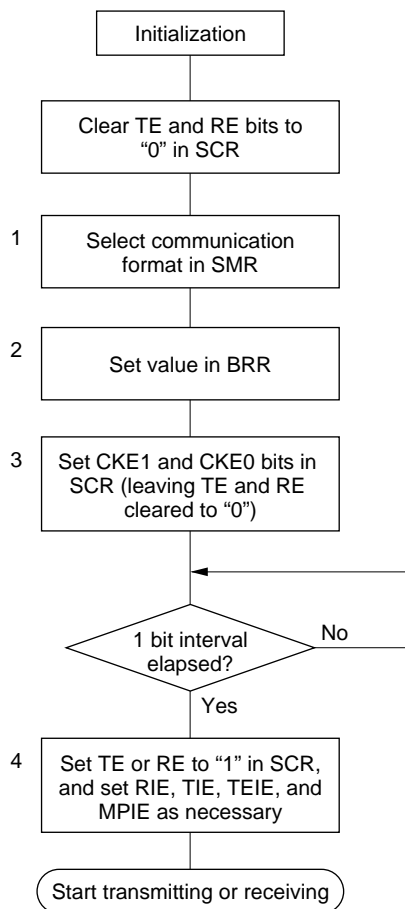 Initialization
Clear TE and RE bits to
“0” in SCR
1
Select communication
format in SMR
2
Set value in BRR
3
Set CKE1 and CKE0 bits in
SCR (leaving TE and RE
cleared to “0”)
1 bit interval
elapsed?
No
Yes
4
Set TE or RE to “1” in SCR,
and set RIE, TIE, TEIE, and
MPIE as necessary
Start transmitting or receiving